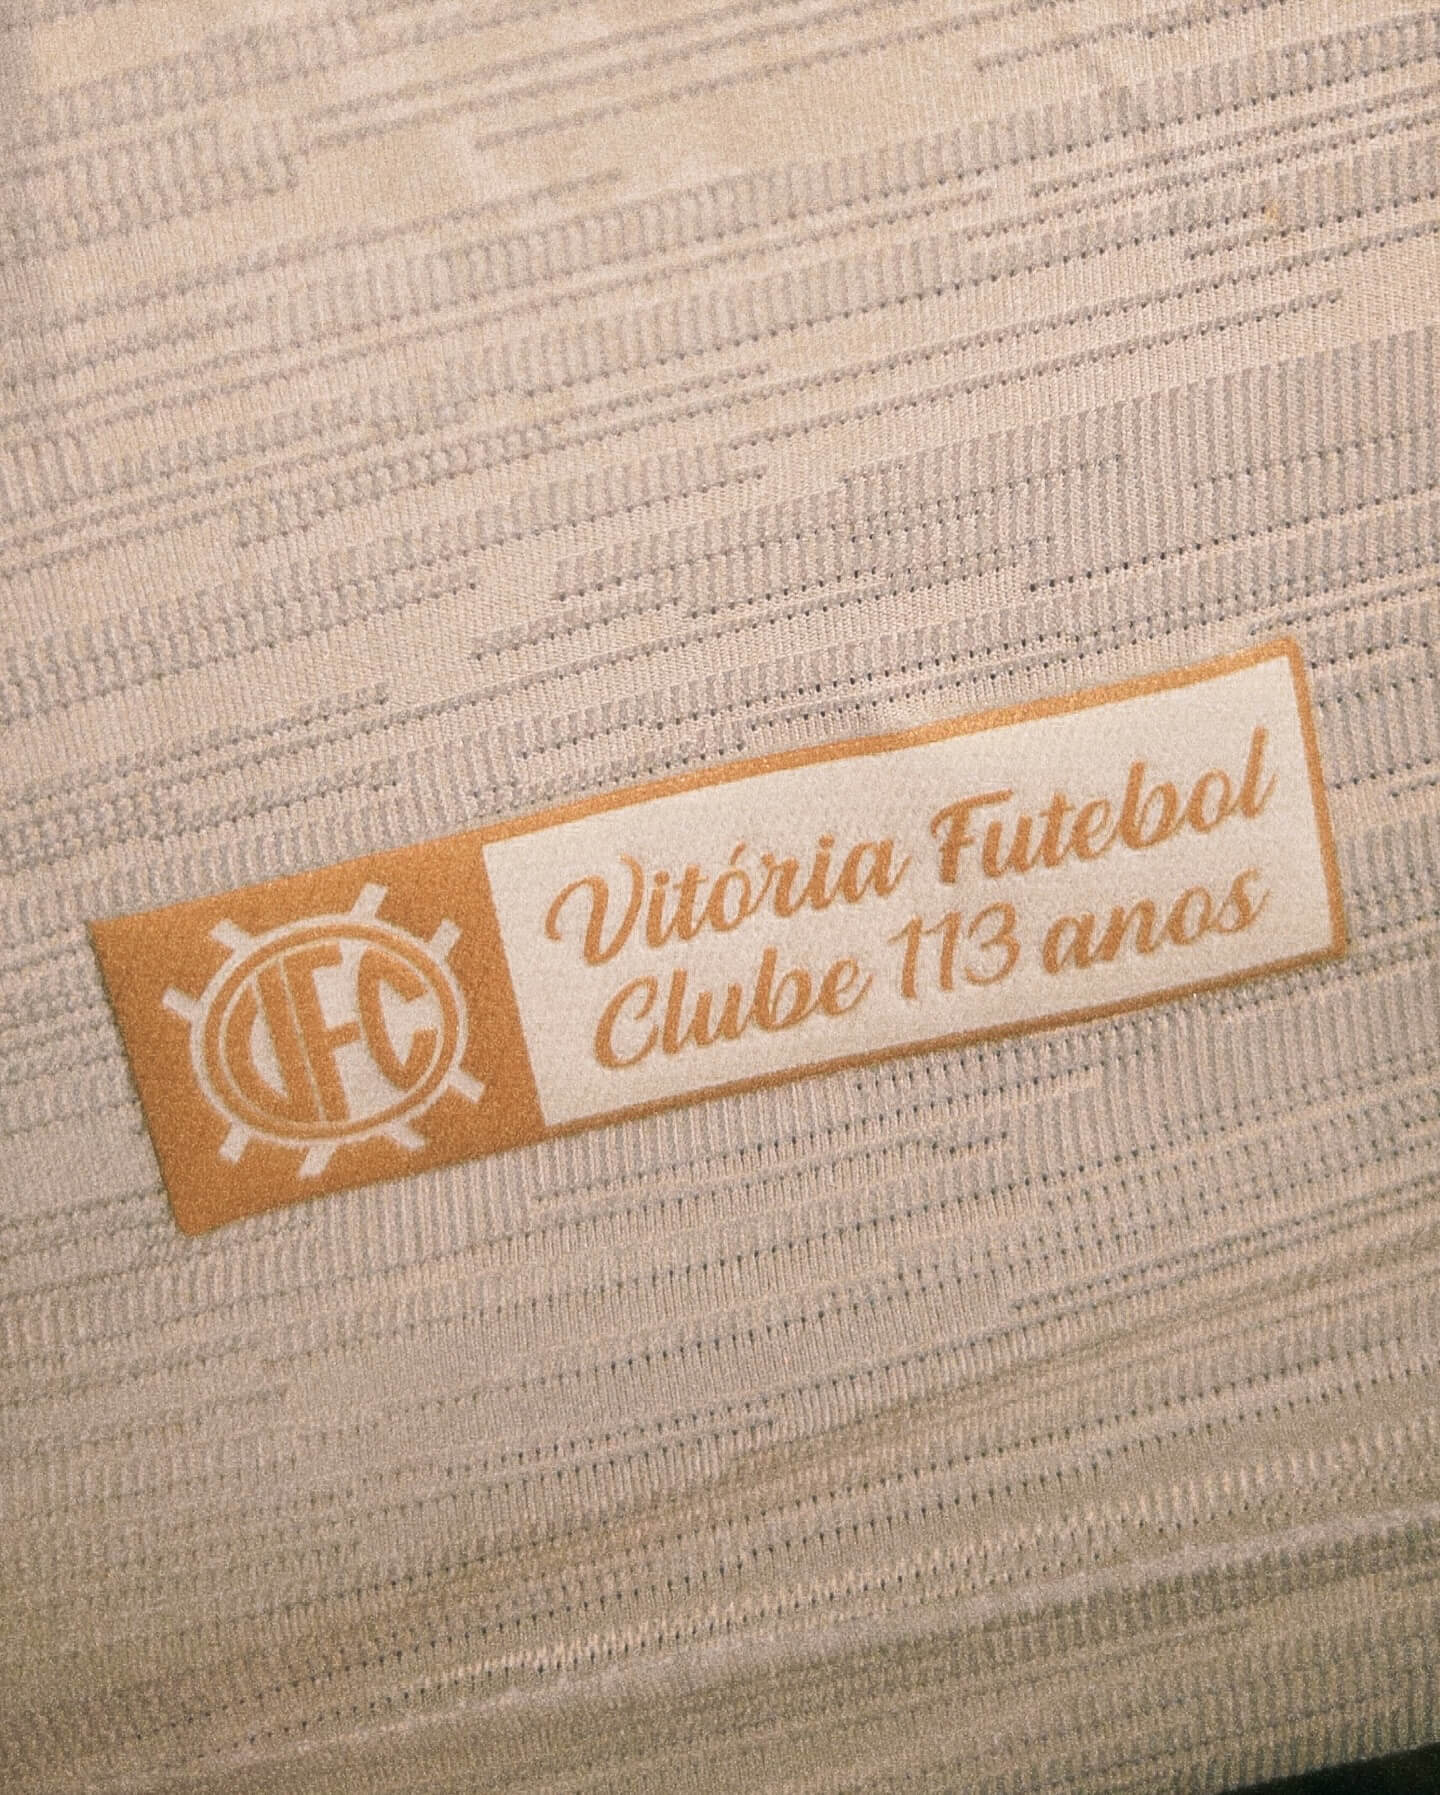 VFC
Vitória Futebol
Clube 113 anos